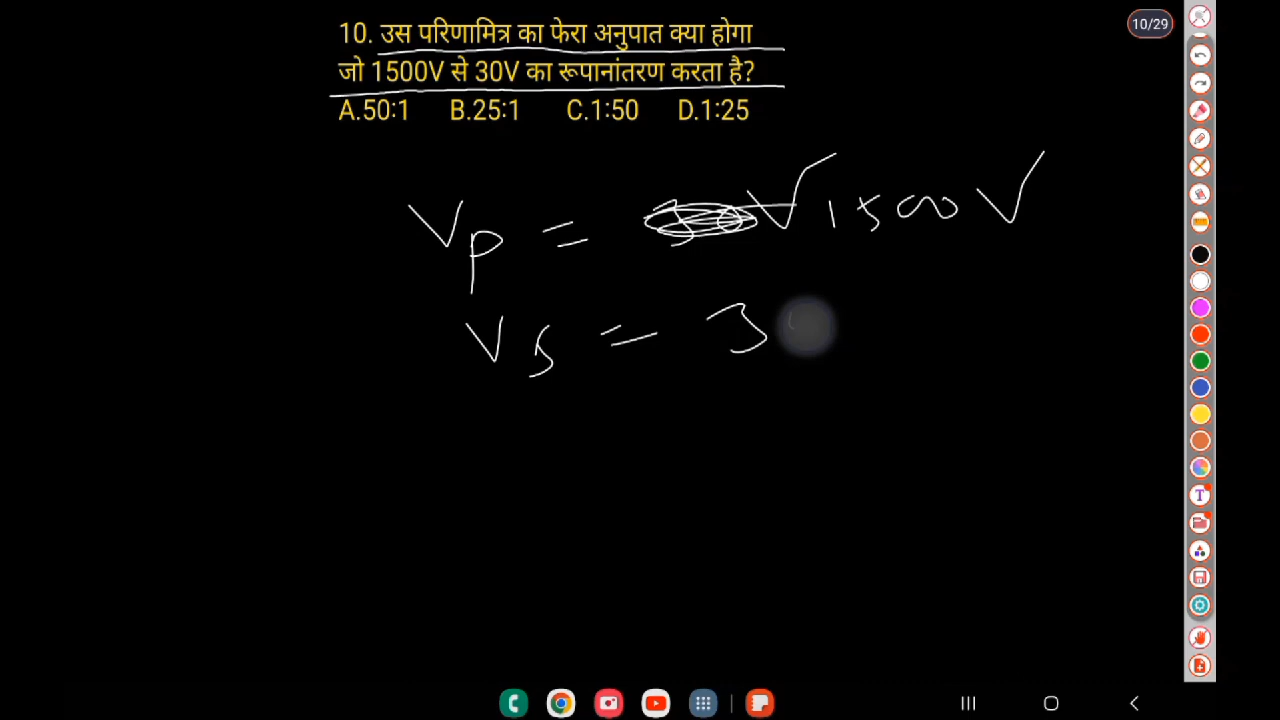 10/29
10. उस परिणामित्र का फेरा अनुपात क्या होगा
जो 1500V से 30V का रूपानांतरण करता है?
A.50:1 B.25:1 C.1:50 D.1:25
Vp = 1500V
Vs = 3